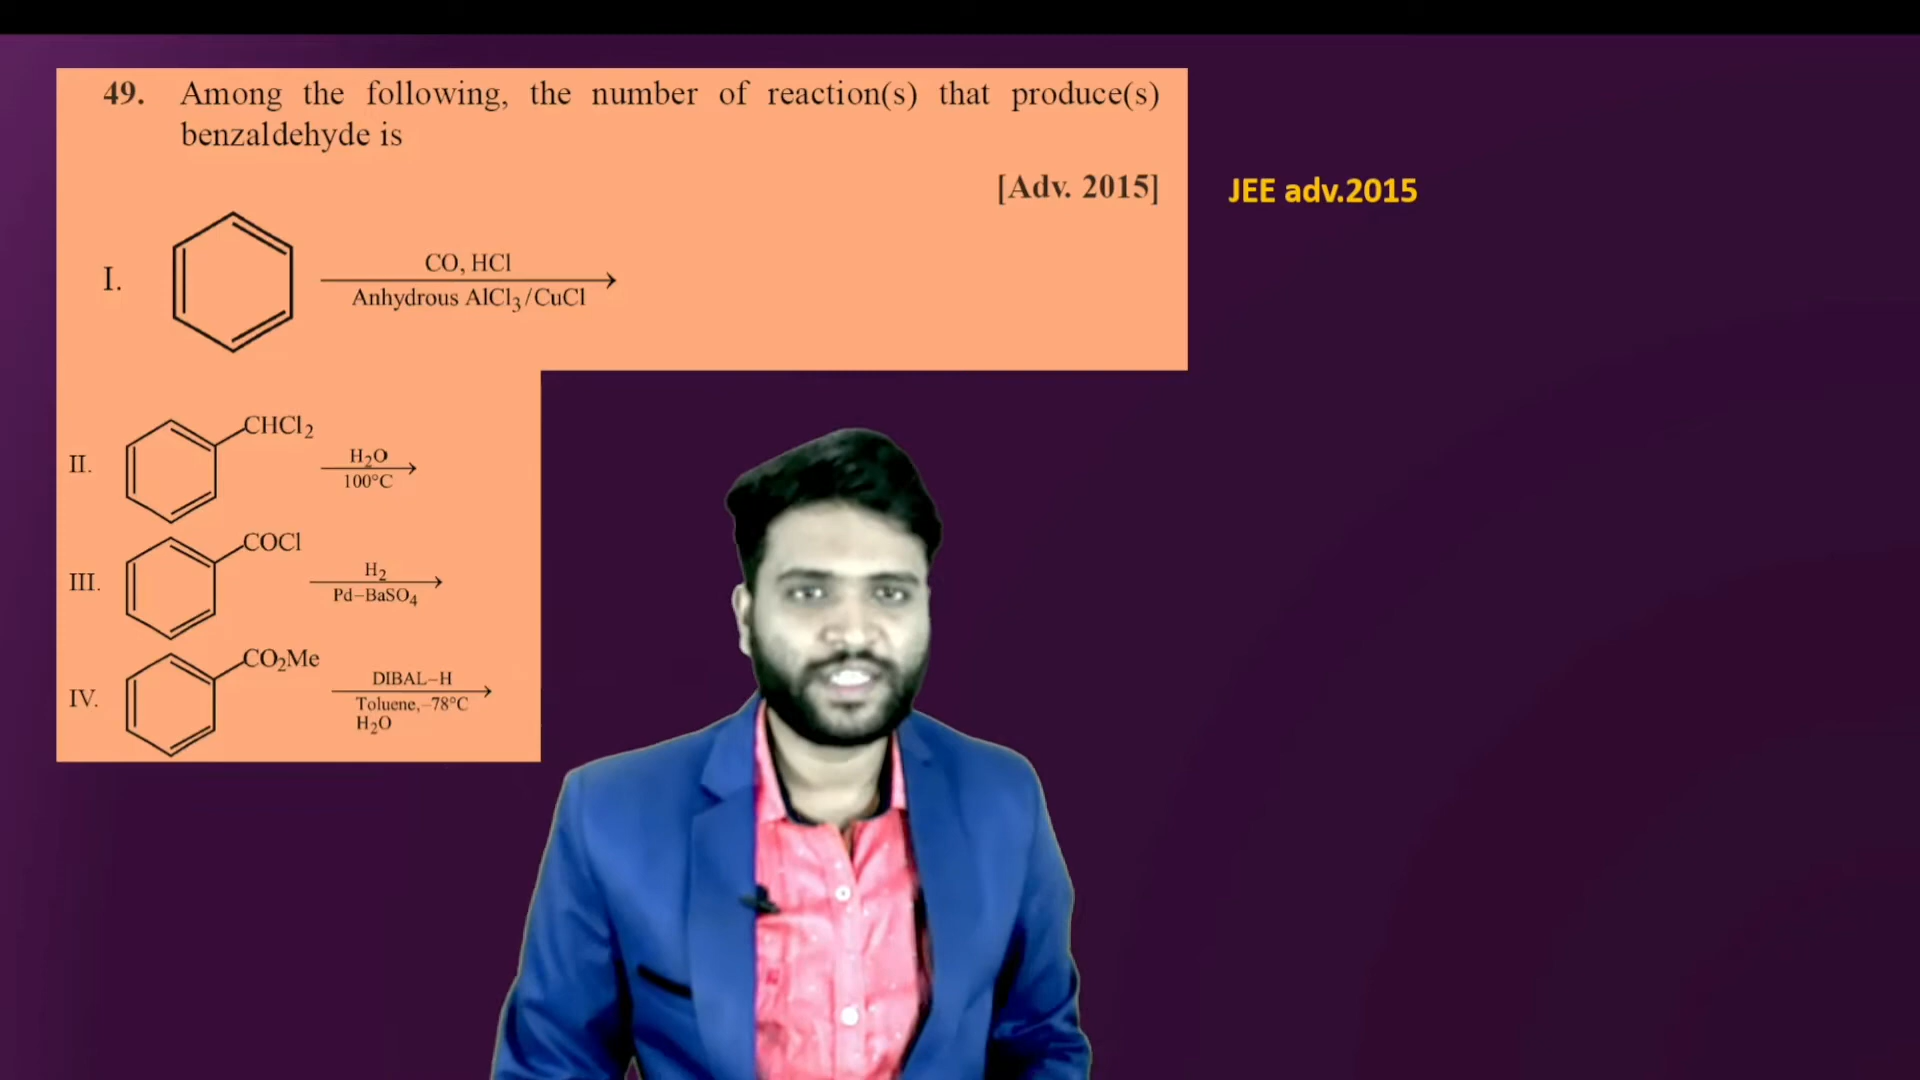 49. Among the following, the number of reaction(s) that produce(s)
benzaldehyde is
[Adv. 2015]
JEE adv.2015
I.
CO, HCl
Anhydrous AlCl₃/CuCl
II.
CHCl₂
H₂O
100°C
III.
COCl
H₂
Pd–BaSO₄
IV.
CO₂Me
DIBAL–H
Toluene,–78°C
H₂O